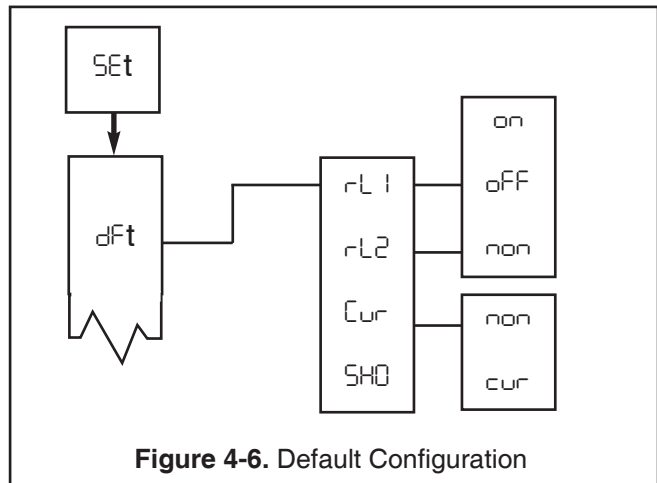 SEt
dFt
rL1
rL2
Cur
SHO
on
oFF
non
non
cur
Figure 4-6. Default Configuration